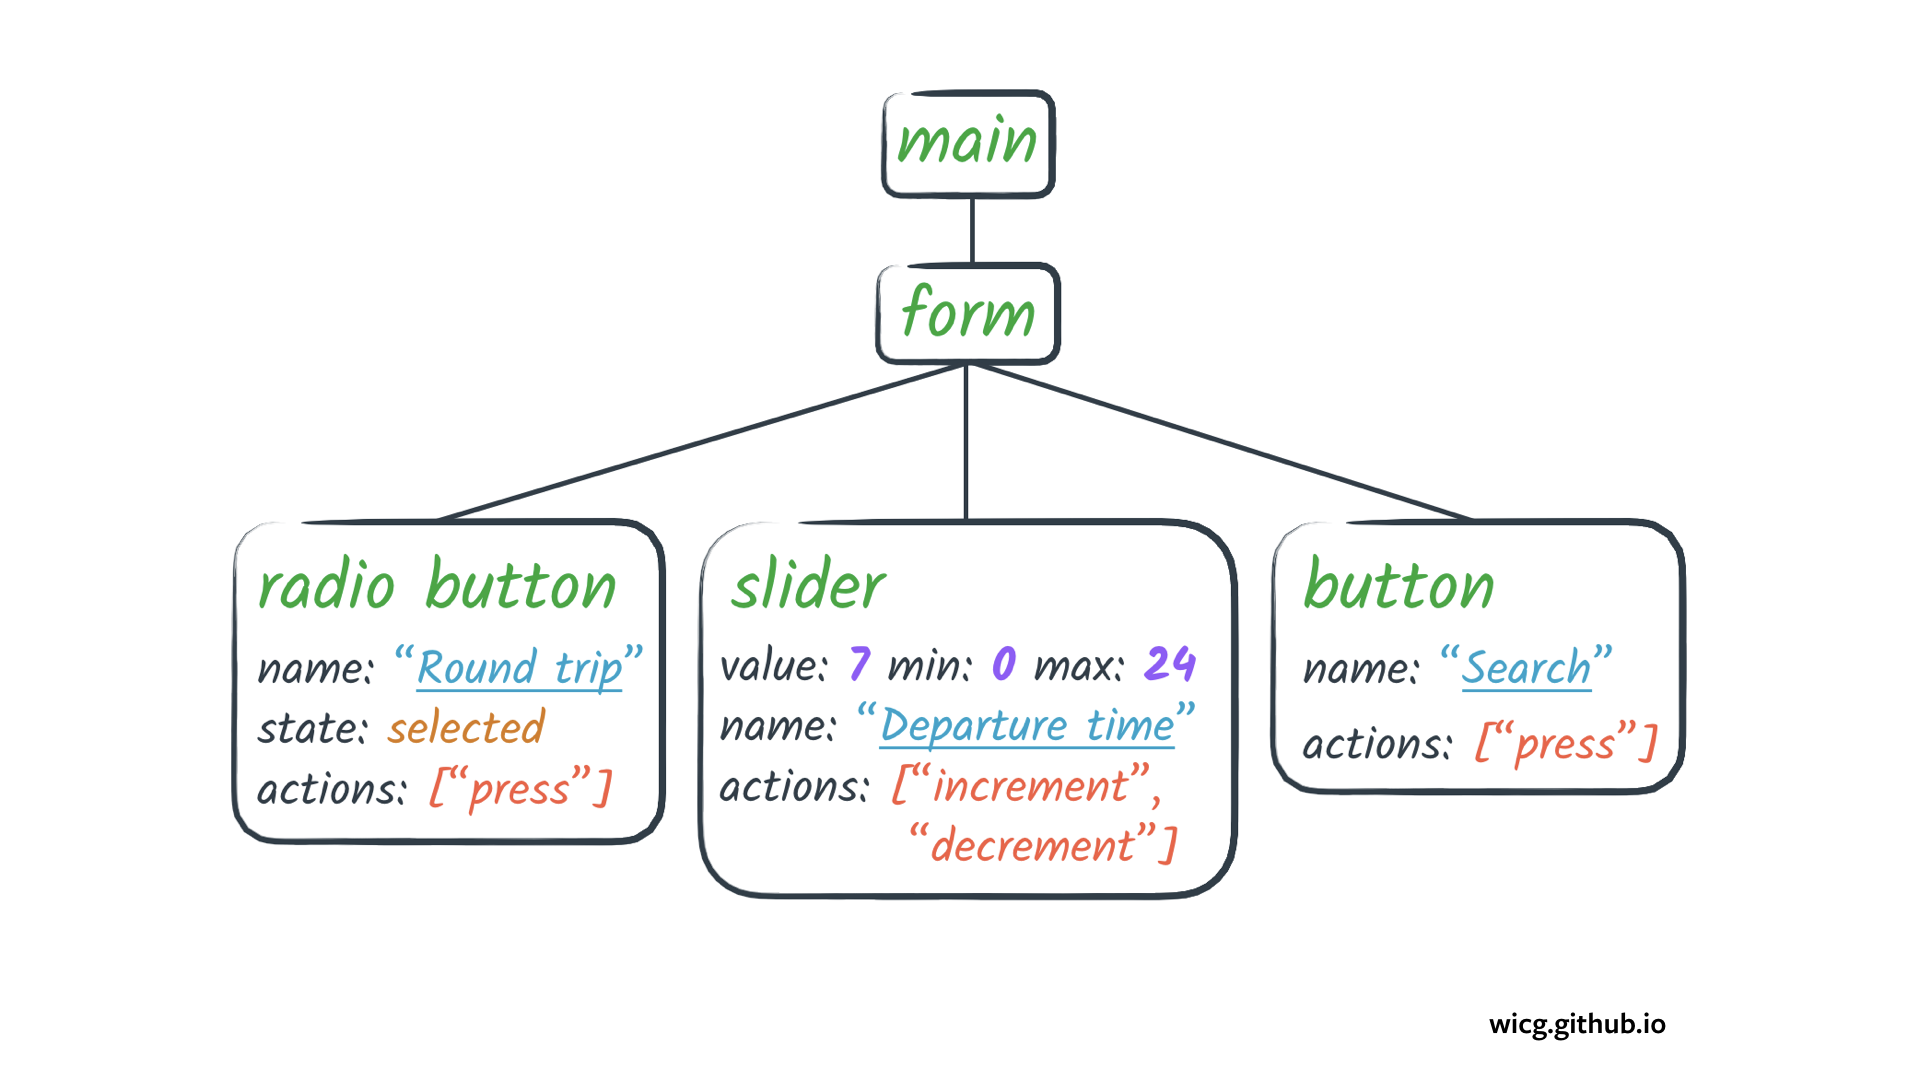 main
form
radio button
name: “Round trip”
state: selected
actions: [“press”]
slider
value: 7 min: 0 max: 24
name: “Departure time”
actions: [“increment”,
“decrement”]
button
name: “Search”
actions: [“press”]
wicg.github.io